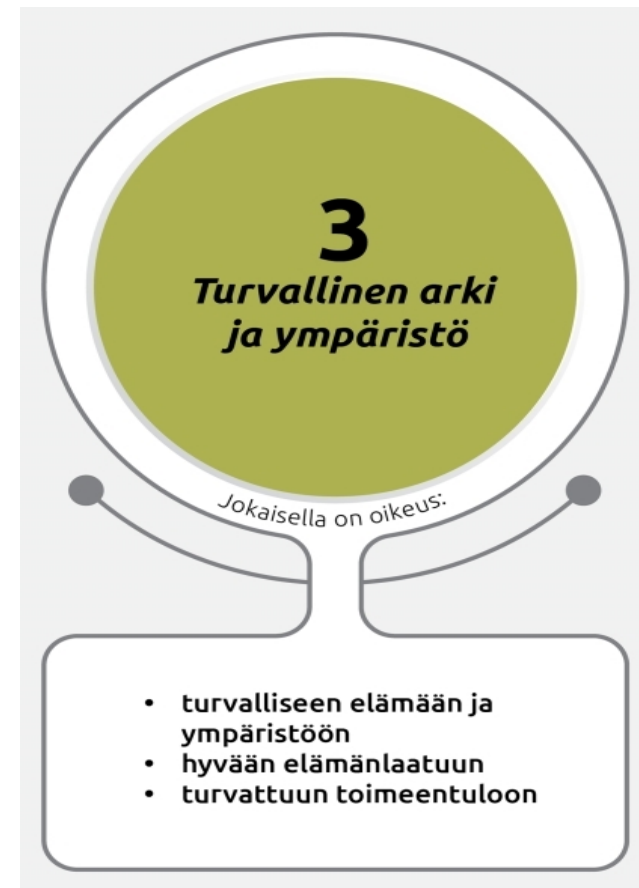 3
Turvallinen arki
ja ympäristö
Jokaisella on oikeus:
• turvalliseen elämään ja
ympäristöön
• hyvään elämänlaatuun
• turvattuun toimeentuloon